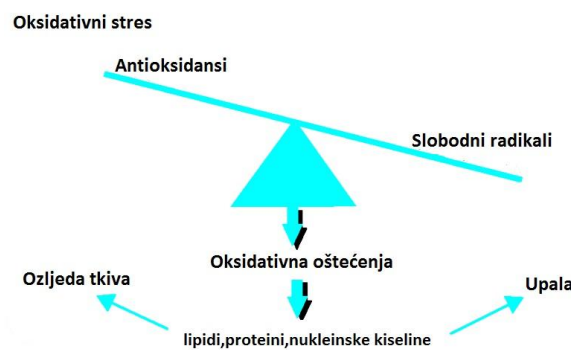 Oksidativni stres
Antioksidansi
Slobodni radikali
Oksidativna oštećenja
Ozljeda tkiva
Upala
lipidi,proteini,nukleinske kiseline